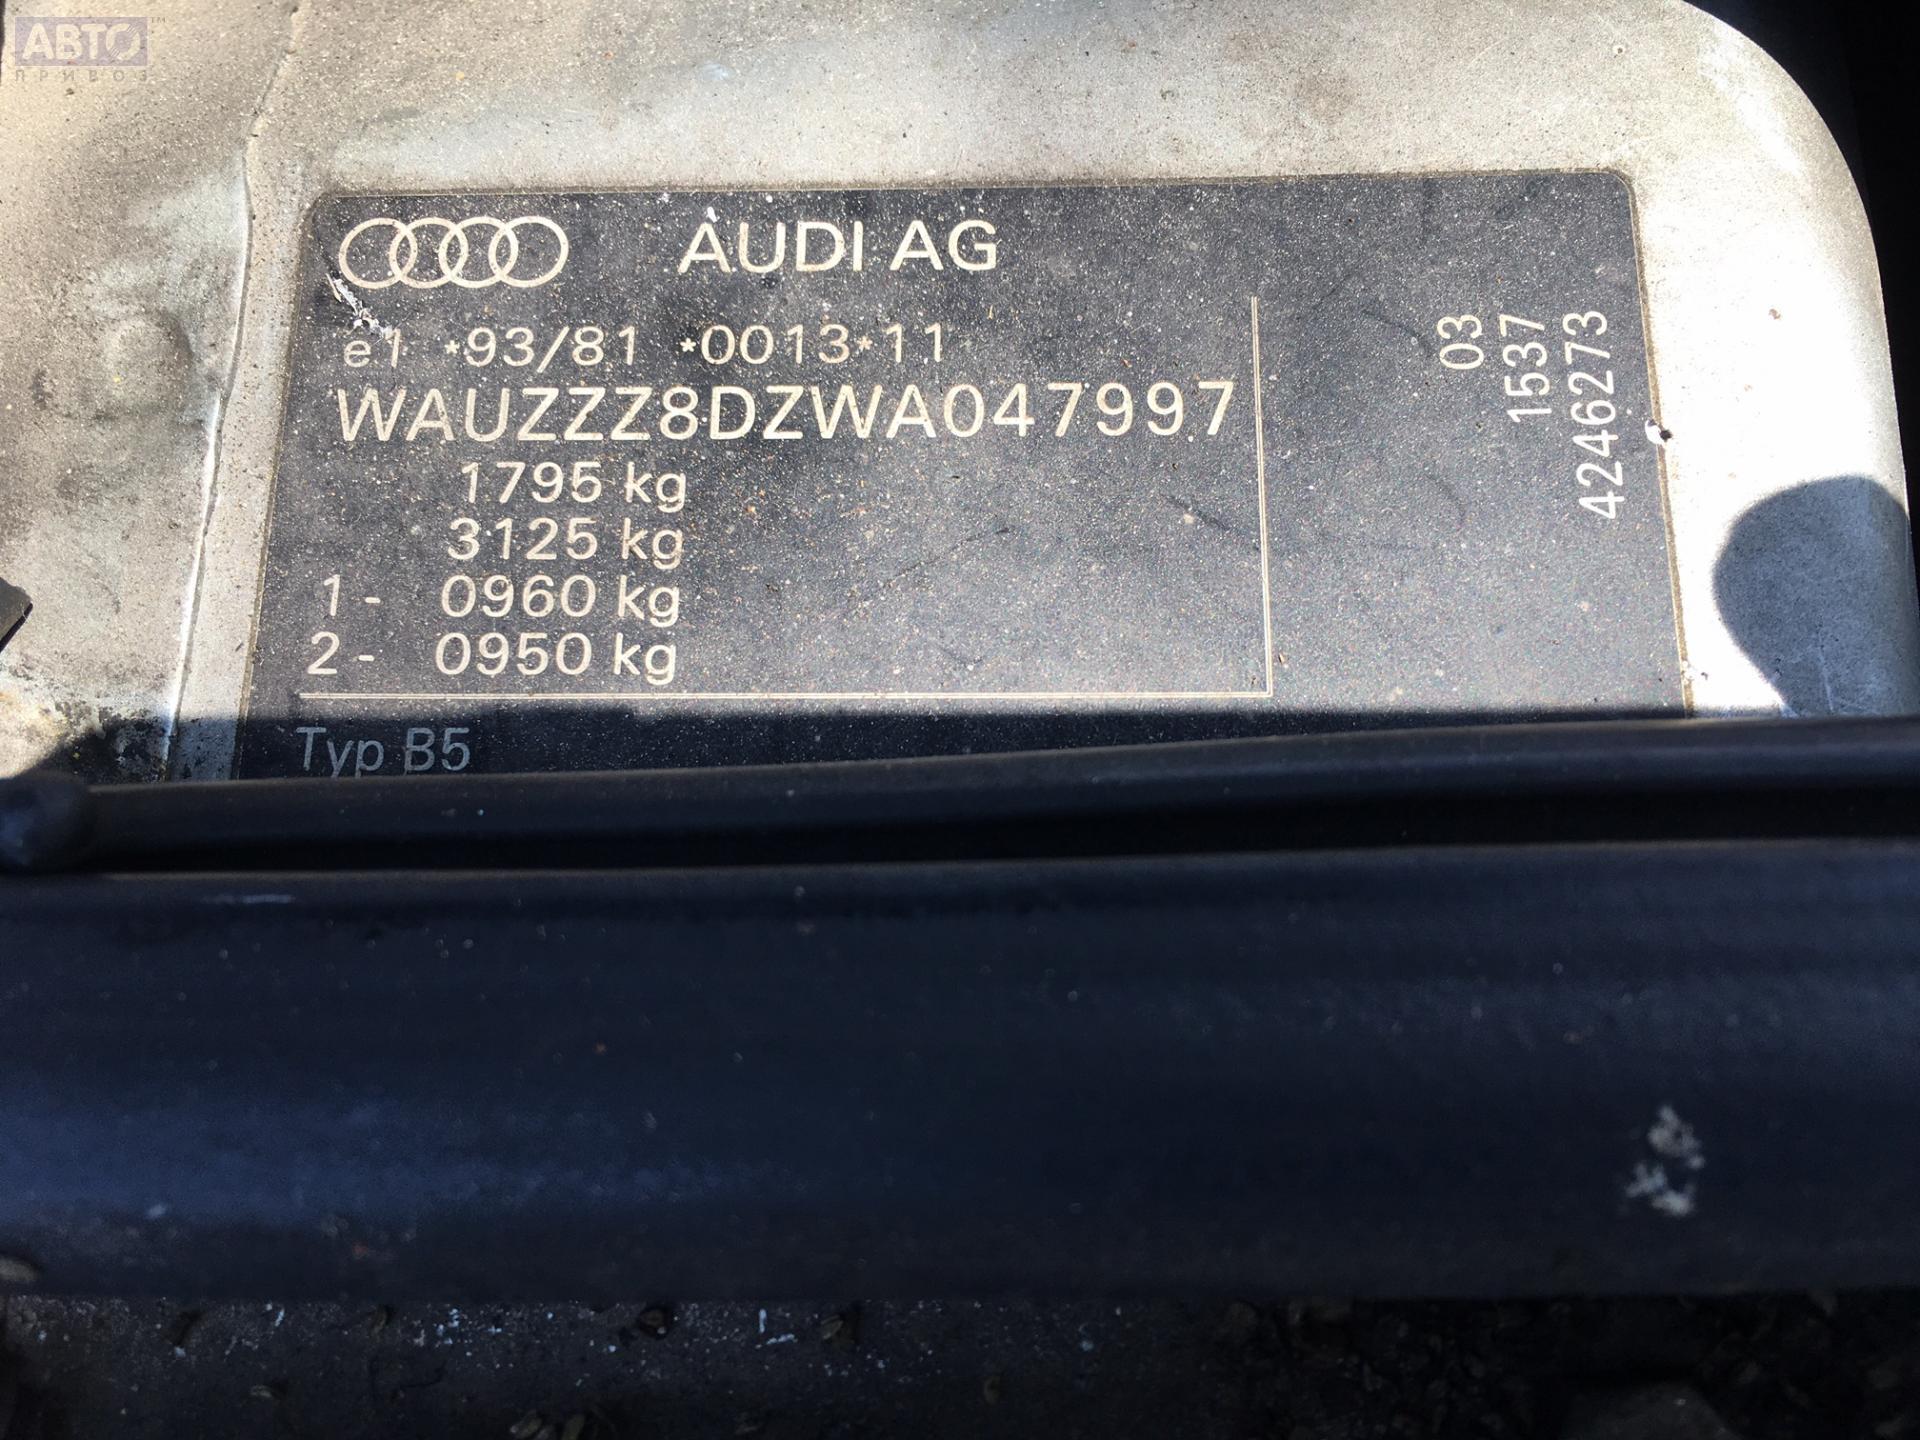 АВТО™
ПРИВОЗ
AUDI AG
e1 *93/81 *0013*11
WAUZZZ8DZWA047997
1795 kg
3125 kg
1- 0960 kg
2- 0950 kg
Typ B5
03
1537
4246273